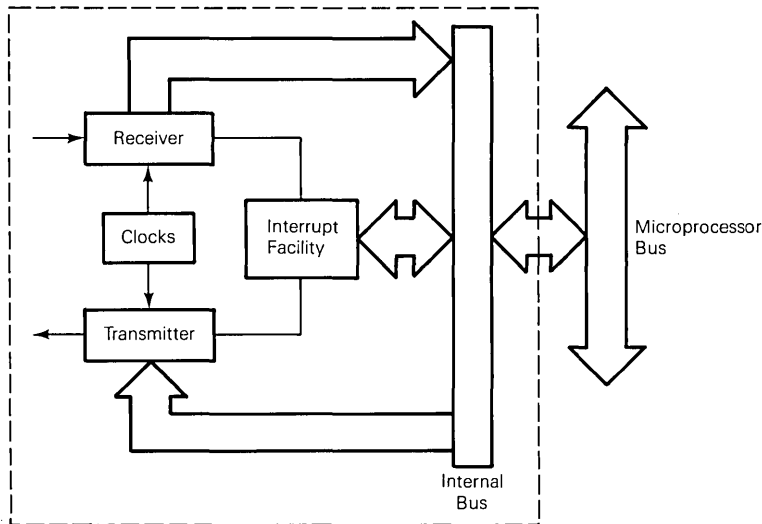 Receiver
Clocks
Interrupt
Facility
Transmitter
Internal
Bus
Microprocessor
Bus